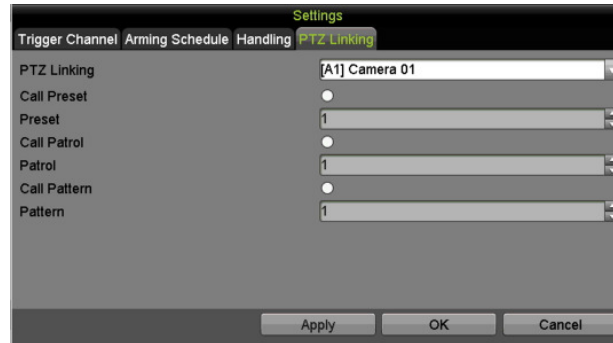 Settings
Trigger Channel Arming Schedule Handling PTZ Linking
PTZ Linking [A1] Camera 01
Call Preset
Preset 1
Call Patrol
Patrol 1
Call Pattern
Pattern 1
Apply OK Cancel